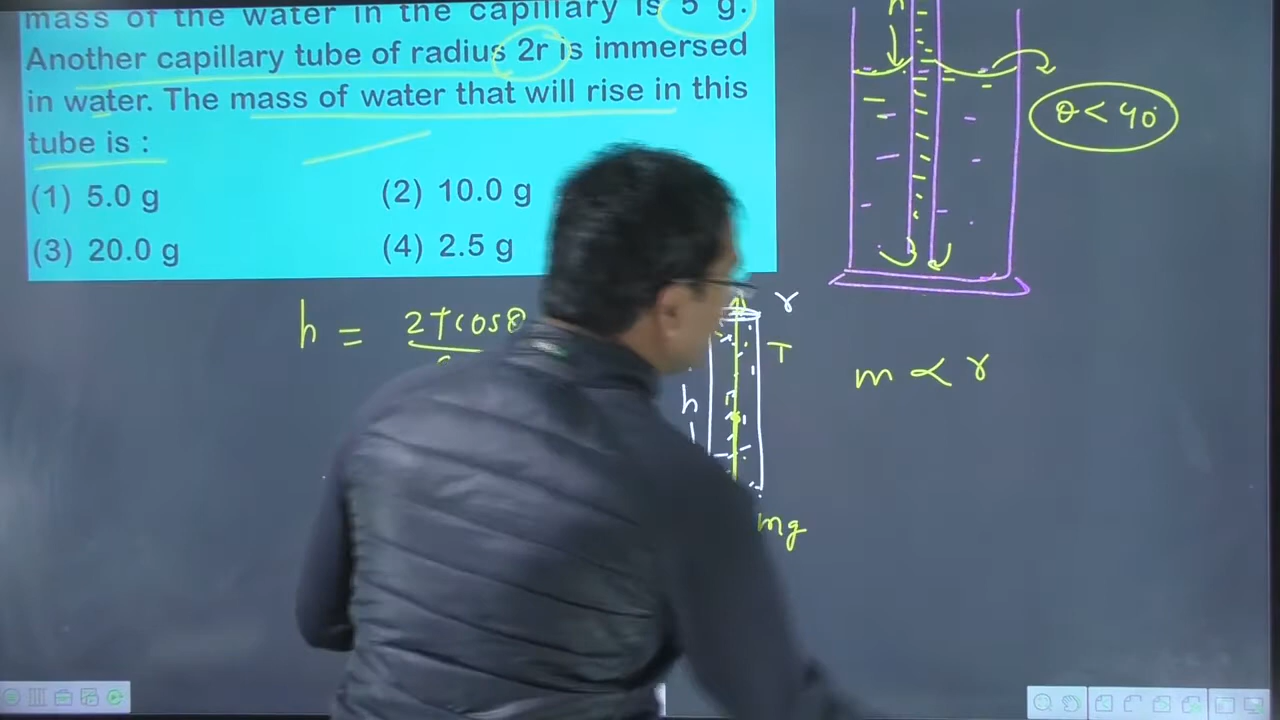 mass of the water in the capillary is 5 g.
Another capillary tube of radius 2r is immersed
in water. The mass of water that will rise in this
tube is :
(1) 5.0 g
(2) 10.0 g
(3) 20.0 g
(4) 2.5 g
θ < 90°
h = 2Tcosθ
r
T
h
mg
m ∝ r